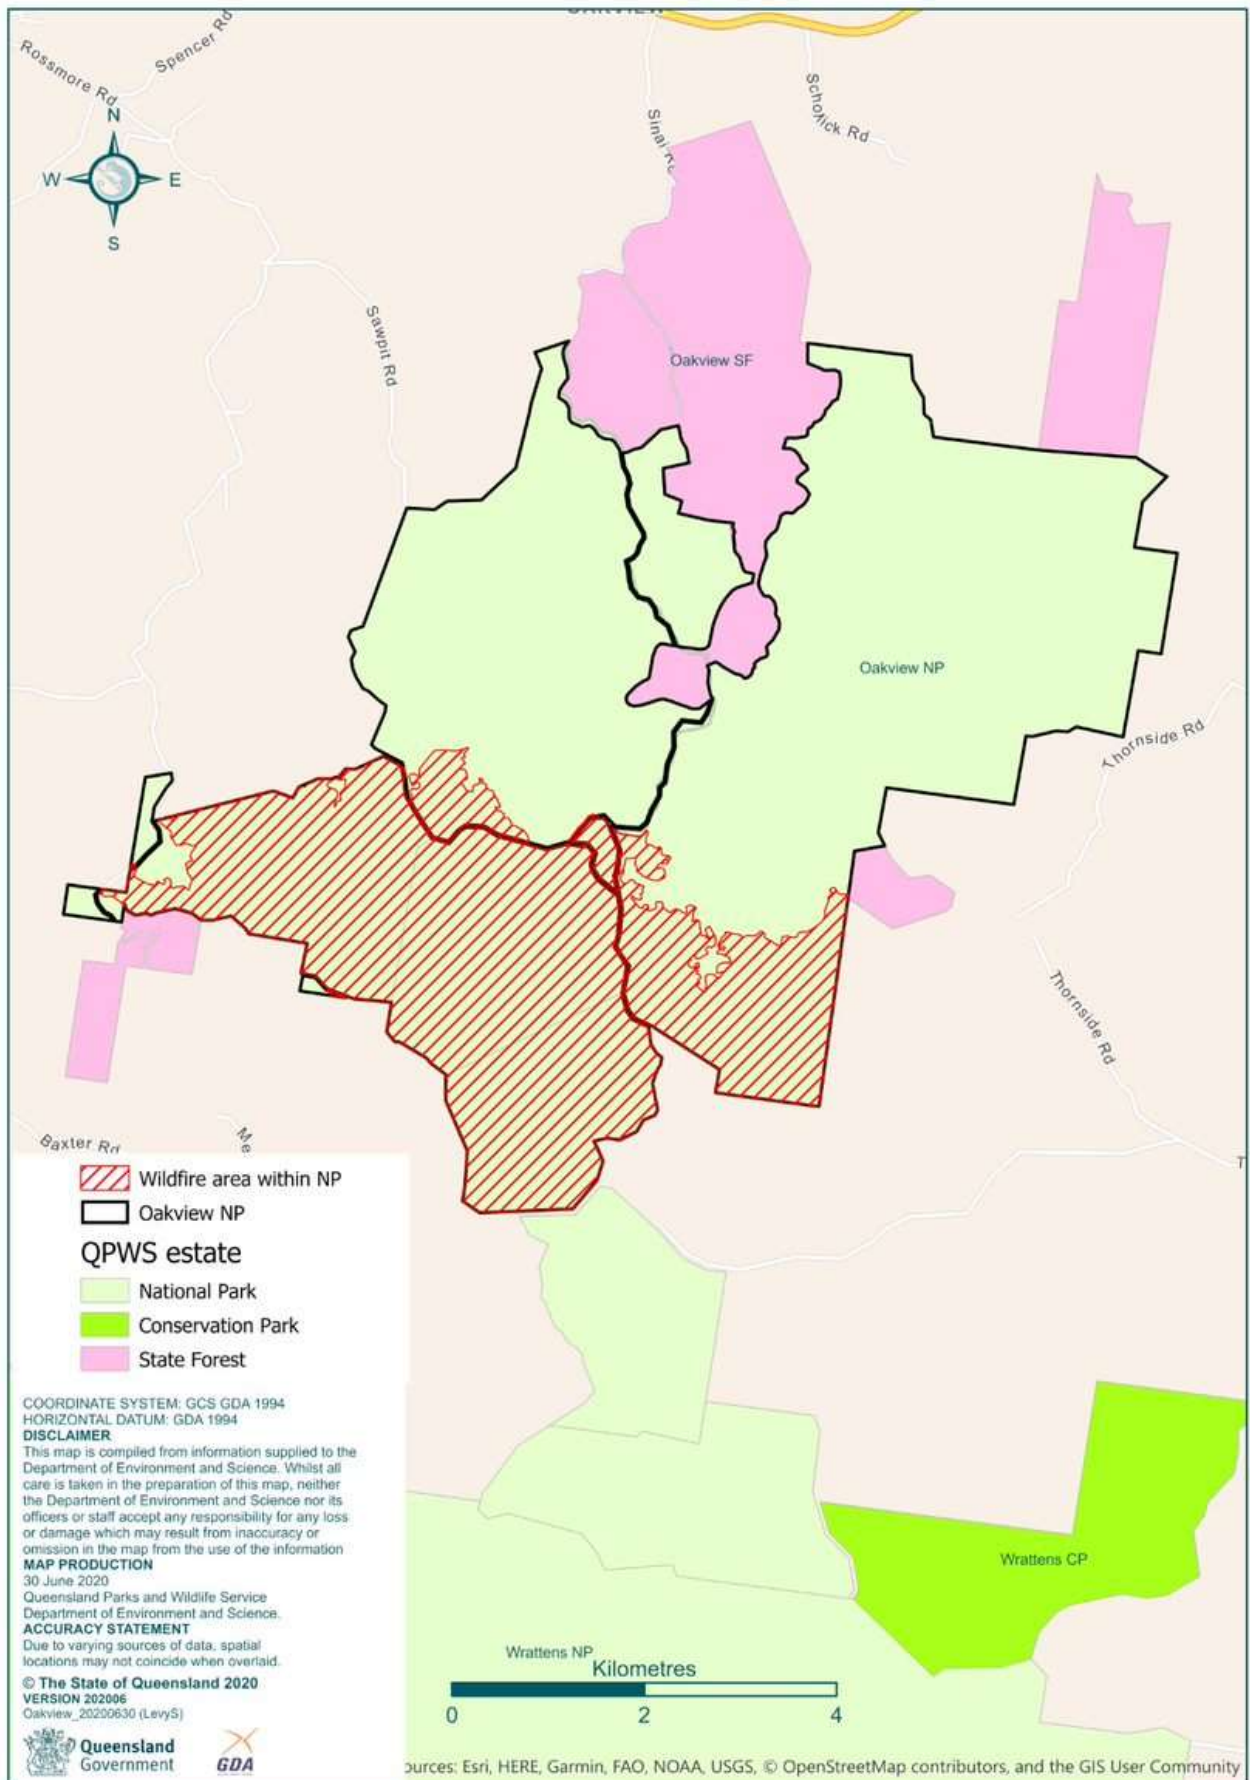 OAKVIEW
Spencer Rd
Rossmore Rd
Schollick Rd
N
W
E
S
Sawpit Rd
Oakview SF
Oakview NP
Thornside Rd
Thornside Rd
Baxter Rd
Me
T
Wildfire area within NP
Oakview NP
QPWS estate
National Park
Conservation Park
State Forest
COORDINATE SYSTEM: GCS GDA 1994
HORIZONTAL DATUM: GDA 1994
DISCLAIMER
This map is compiled from information supplied to the
Department of Environment and Science. Whilst all
care is taken in the preparation of this map, neither
the Department of Environment and Science nor its
officers or staff accept any responsibility for any loss
or damage which may result from inaccuracy or
omission in the map from the use of the information
MAP PRODUCTION
30 June 2020
Queensland Parks and Wildlife Service
Department of Environment and Science.
ACCURACY STATEMENT
Due to varying sources of data, spatial
locations may not coincide when overlaid.
© The State of Queensland 2020
VERSION 202006
Oakview_20200630 (LevyS)
Queensland
Government
GDA
Wrattens CP
Wrattens NP
Kilometres
0 2 4
ources: Esri, HERE, Garmin, FAO, NOAA, USGS, © OpenStreetMap contributors, and the GIS User Community